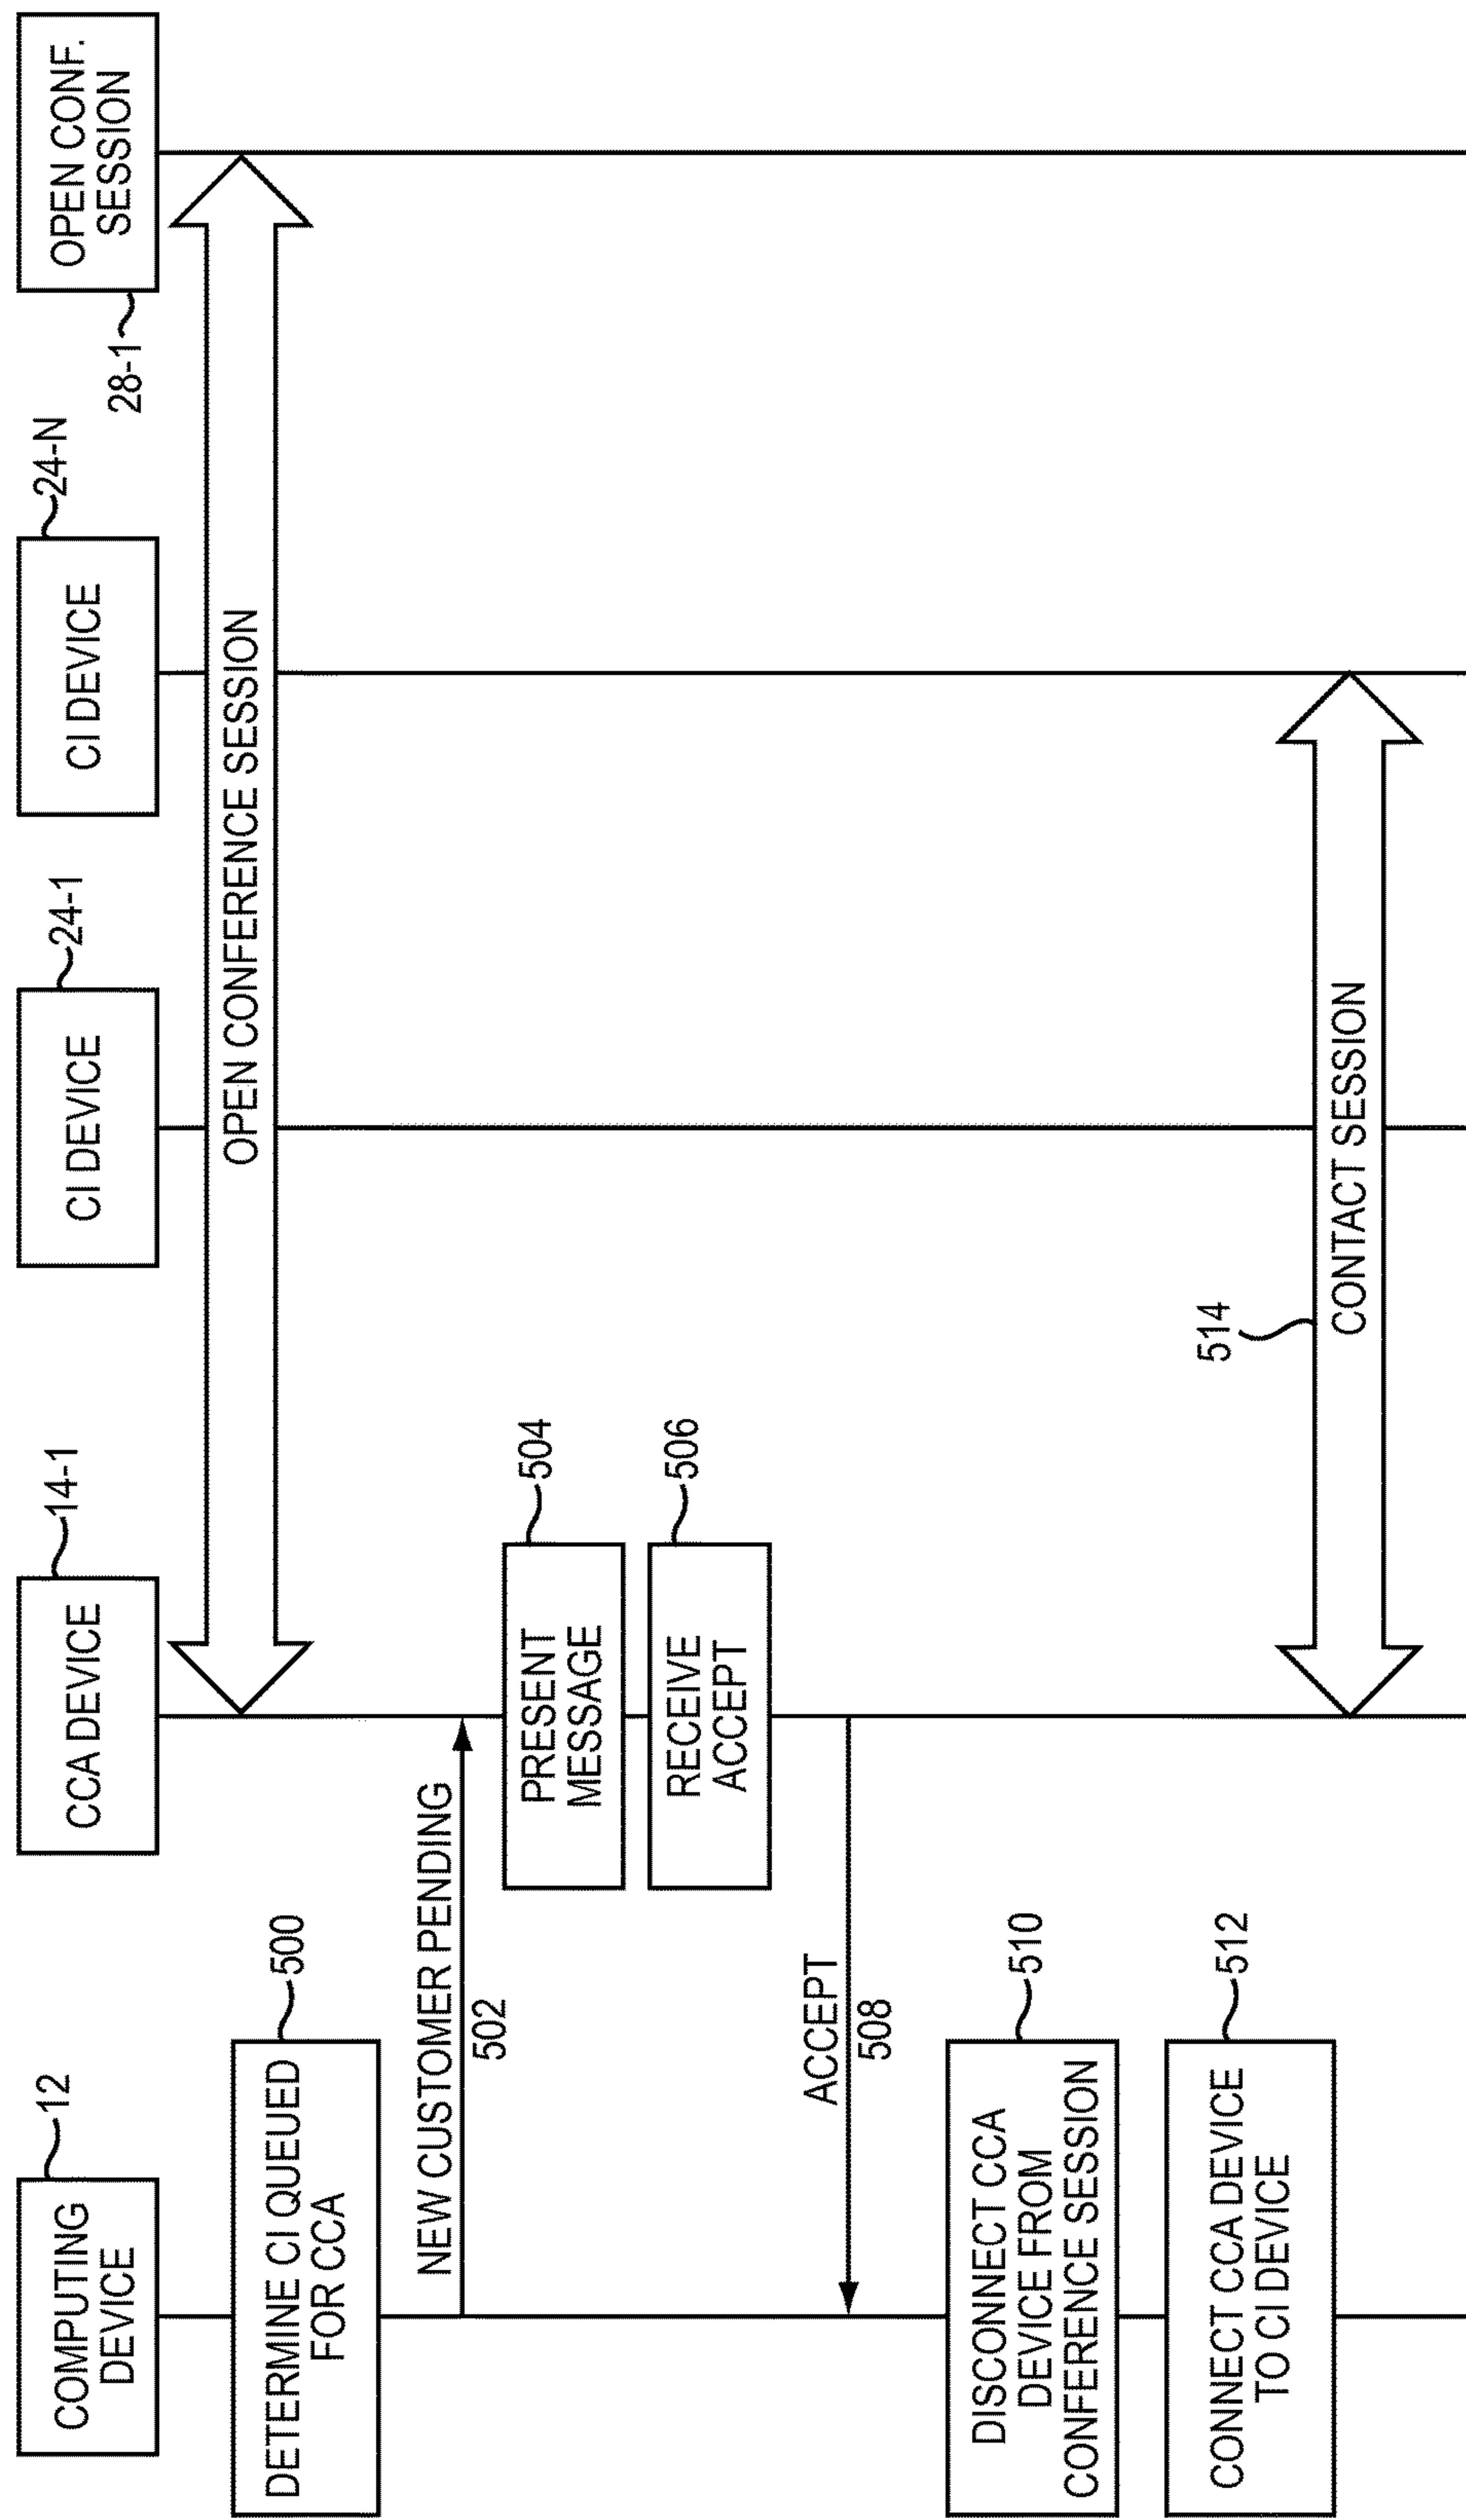 COMPUTING
DEVICE
12
CCA DEVICE
14-1
CI DEVICE
24-1
CI DEVICE
24-N
OPEN CONF.
SESSION
28-1
OPEN CONFERENCE SESSION
DETERMINE CI QUEUED
FOR CCA
500
NEW CUSTOMER PENDING
502
PRESENT
MESSAGE
504
RECEIVE
ACCEPT
506
ACCEPT
508
DISCONNECT CCA
DEVICE FROM
CONFERENCE SESSION
510
CONNECT CCA DEVICE
TO CI DEVICE
512
514
CONTACT SESSION